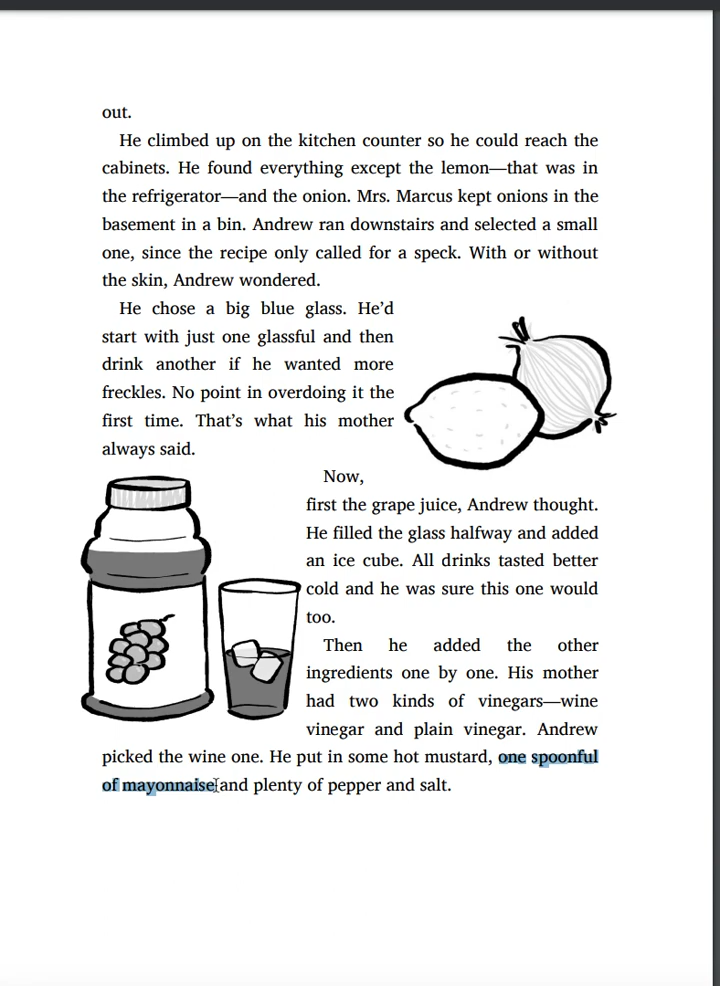 out.
He climbed up on the kitchen counter so he could reach the
cabinets. He found everything except the lemon—that was in
the refrigerator—and the onion. Mrs. Marcus kept onions in the
basement in a bin. Andrew ran downstairs and selected a small
one, since the recipe only called for a speck. With or without
the skin, Andrew wondered.
He chose a big blue glass. He’d
start with just one glassful and then
drink another if he wanted more
freckles. No point in overdoing it the
first time. That’s what his mother
always said.
Now,
first the grape juice, Andrew thought.
He filled the glass halfway and added
an ice cube. All drinks tasted better
cold and he was sure this one would
too.
Then he added the other
ingredients one by one. His mother
had two kinds of vinegars—wine
vinegar and plain vinegar. Andrew
picked the wine one. He put in some hot mustard, one spoonful
of mayonnaise and plenty of pepper and salt.